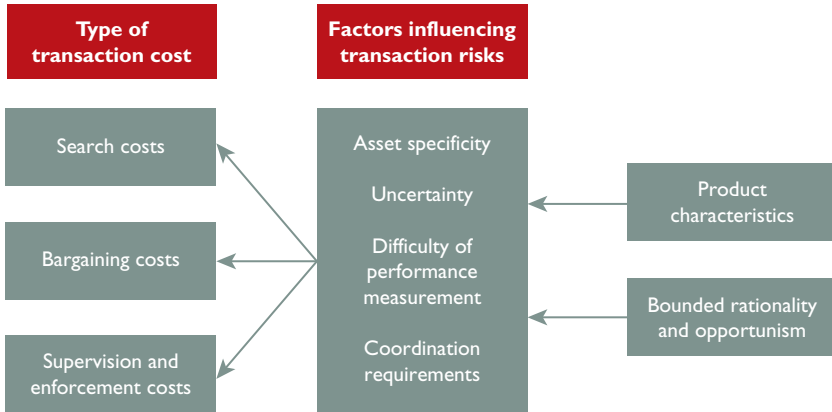 Type of
transaction cost
Factors influencing
transaction risks
Search costs
Bargaining costs
Supervision and
enforcement costs
Asset specificity
Uncertainty
Difficulty of
performance
measurement
Coordination
requirements
Product
characteristics
Bounded rationality
and opportunism